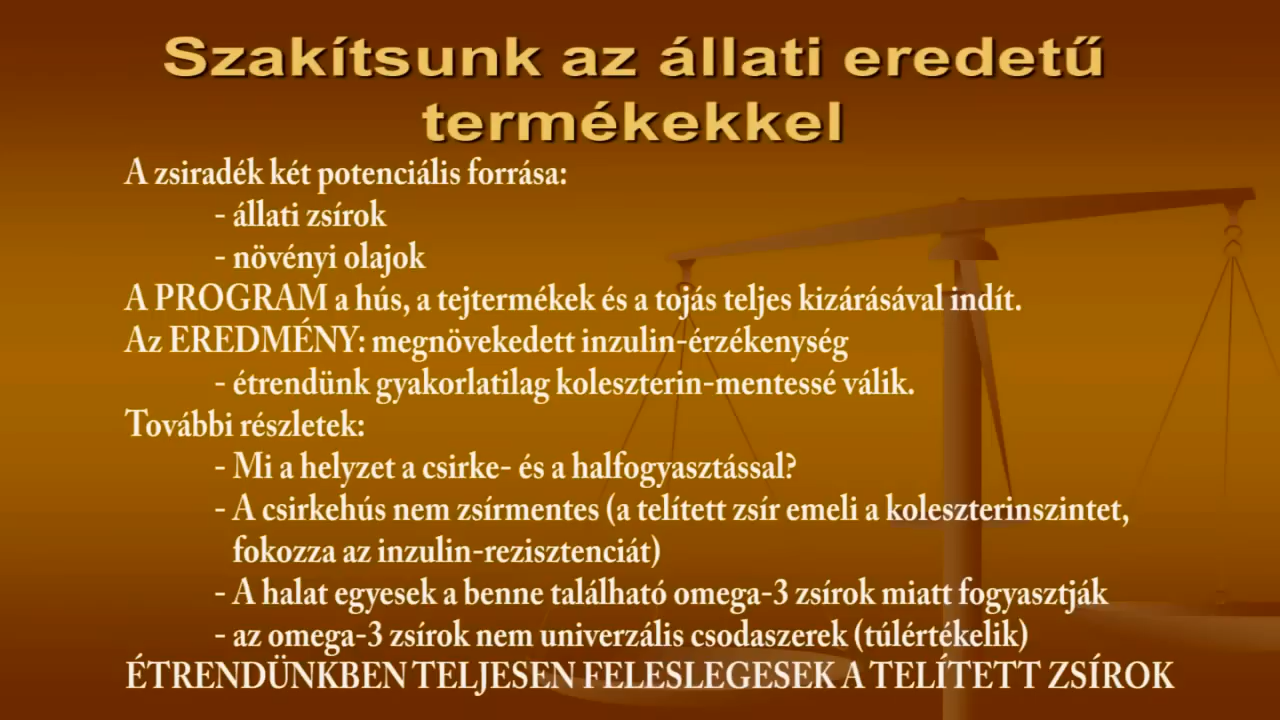 Szakítsunk az állati eredetű
termékekkel
A zsiradék két potenciális forrása:
- állati zsírok
- növényi olajok
A PROGRAM a hús, a tejtermékek és a tojás teljes kizárásával indít.
Az EREDMÉNY: megnövekedett inzulin-érzékenység
- étrendünk gyakorlatilag koleszterin-mentessé válik.
További részletek:
- Mi a helyzet a csirke- és a halfogyasztással?
- A csirkehús nem zsírmentes (a telített zsír emeli a koleszterinszintet,
fokozza az inzulin-rezisztenciát)
- A halat egyesek a benne található omega-3 zsírok miatt fogyasztják
- az omega-3 zsírok nem univerzális csodaszerek (túlértékelik)
ÉTRENDÜNKBEN TELJESEN FELESLEGESEK A TELÍTETT ZSÍROK